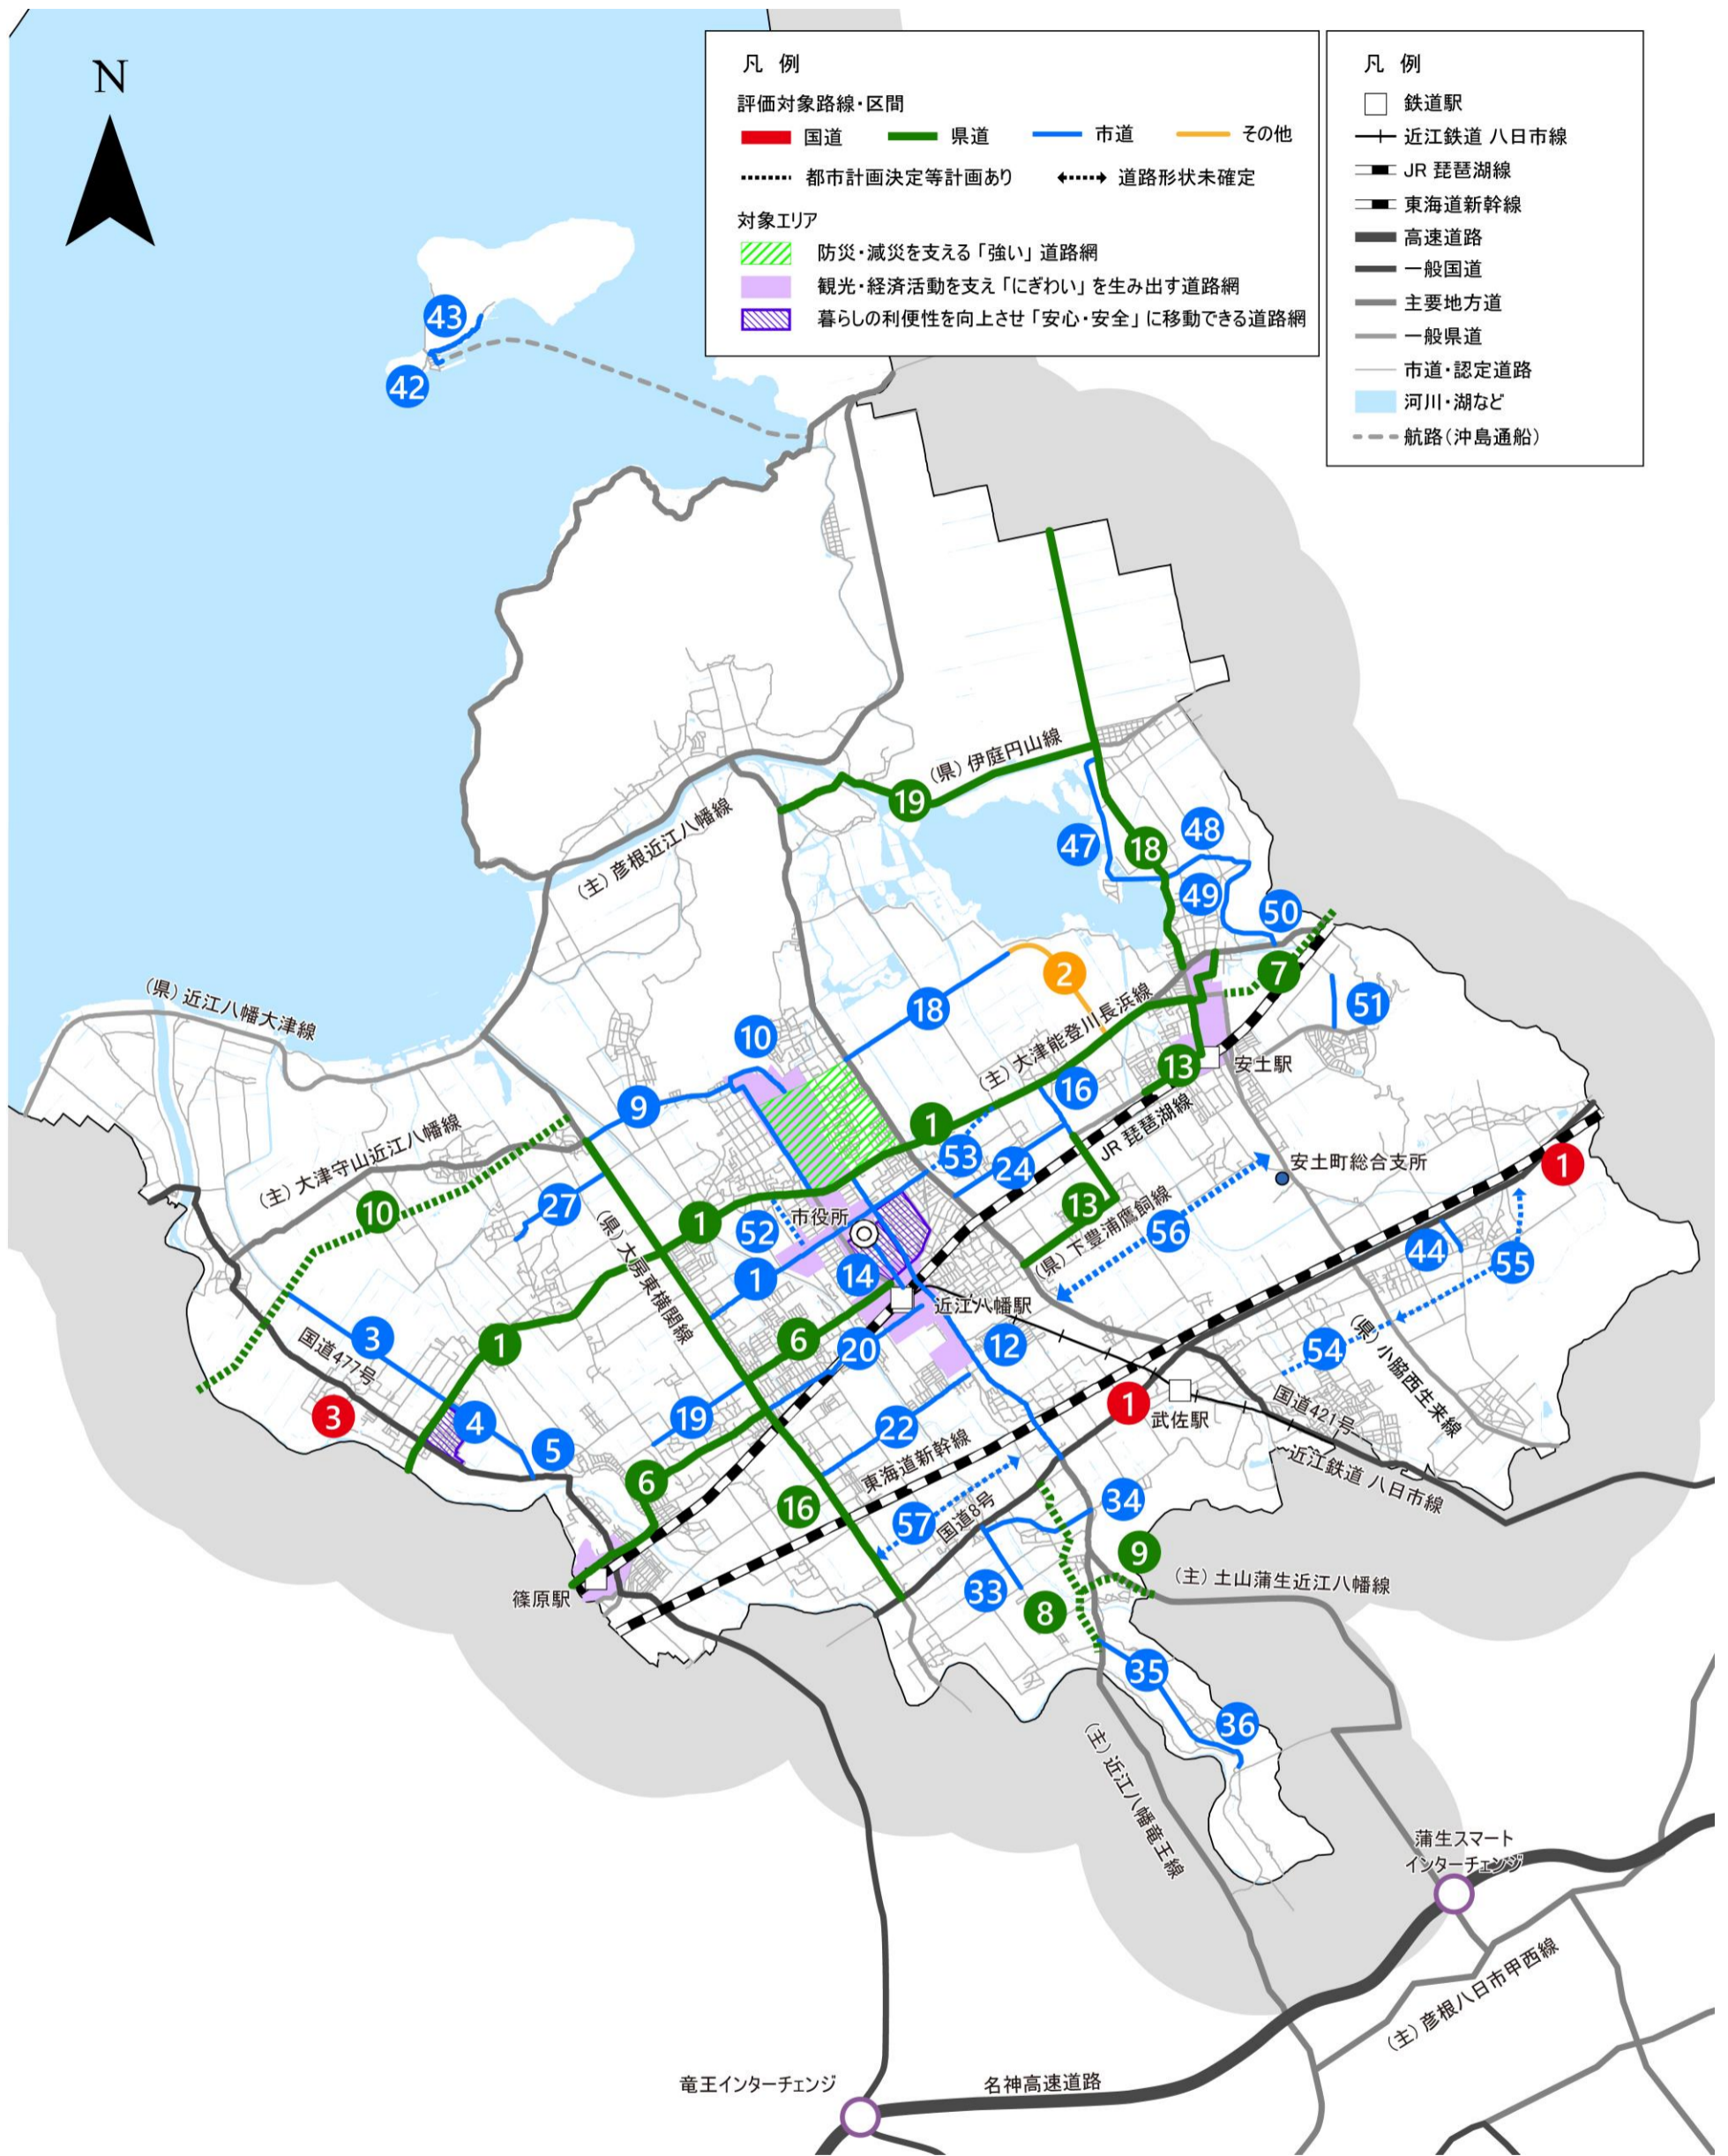 N
凡 例
評価対象路線・区間
国道
県道
市道
その他
都市計画決定等計画あり
道路形状未確定
対象エリア
防災・減災を支える「強い」道路網
観光・経済活動を支え「にぎわい」を生み出す道路網
暮らしの利便性を向上させ「安心・安全」に移動できる道路網
凡 例
鉄道駅
近江鉄道 八日市線
JR 琵琶湖線
東海道新幹線
高速道路
一般国道
主要地方道
一般県道
市道・認定道路
河川・湖など
航路(沖島通船)
43
42
(県)伊庭円山線
19
(主)彦根近江八幡線
47
18
48
49
50
7
2
51
(県)近江八幡大津線
18
(主)大津能登川長浜線
10
13
安土駅
16
9
1
JR 琵琶湖線
53
24
安土町総合支所
1
(主)大津守山近江八幡線
10
27
(県)大房東横関線
1
52
市役所
13
(県)下豊浦鷹飼線
56
44
55
1
14
近江八幡駅
3
国道477号
1
6
20
12
54
(県)小脇西生来線
3
4
5
19
22
1
武佐駅
国道421号
近江鉄道 八日市線
東海道新幹線
6
16
57
国道8号
34
9
(主)土山蒲生近江八幡線
篠原駅
33
8
35
36
(主)近江八幡竜王線
蒲生スマート
インターチェンジ
(主)彦根八日市甲西線
竜王インターチェンジ
名神高速道路